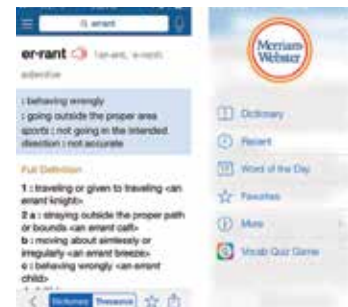 errant
er·rant
adjective
: behaving wrongly
: going outside the proper area
sports : not going in the intended
direction : not accurate
Full Definition
1 : traveling or given to traveling <an
errant knight>
2 a : straying outside the proper path
or bounds <an errant calf>
b : moving about aimlessly or
irregularly <an errant breeze>
c : behaving wrongly <an errant
child>
Dictionary Thesaurus
Merriam-
Webster
Dictionary
Recent
Word of the Day
Favorites
More
Vocab Quiz Game